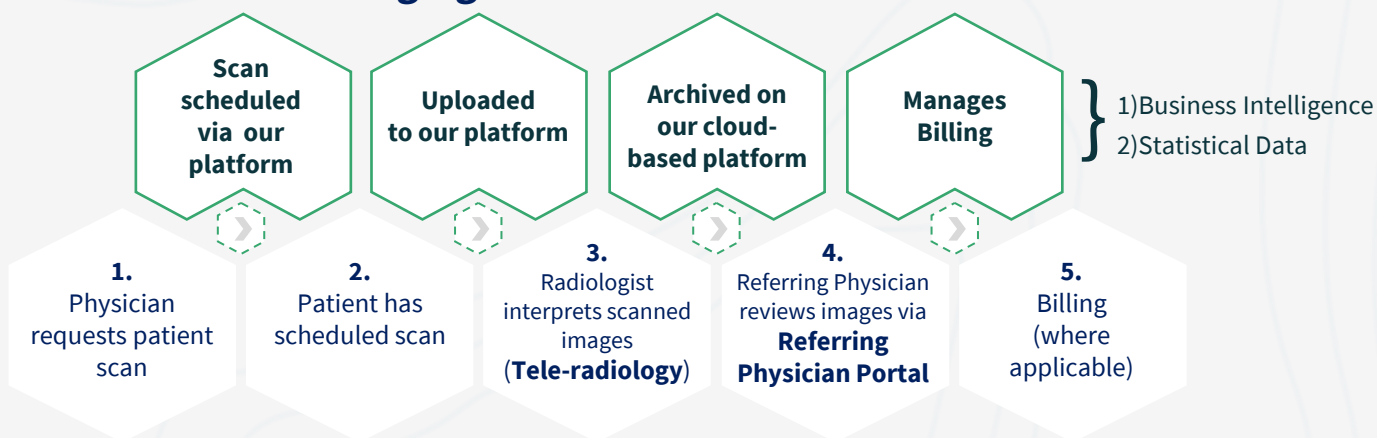 Scan
scheduled
via our
platform
Uploaded
to our platform
Archived on
our cloud-
based platform
Manages
Billing
1)Business Intelligence
2)Statistical Data
1.
Physician
requests patient
scan
2.
Patient has
scheduled scan
3.
Radiologist
interprets scanned
images
(Tele-radiology)
4.
Referring Physician
reviews images via
Referring
Physician Portal
5.
Billing
(where
applicable)